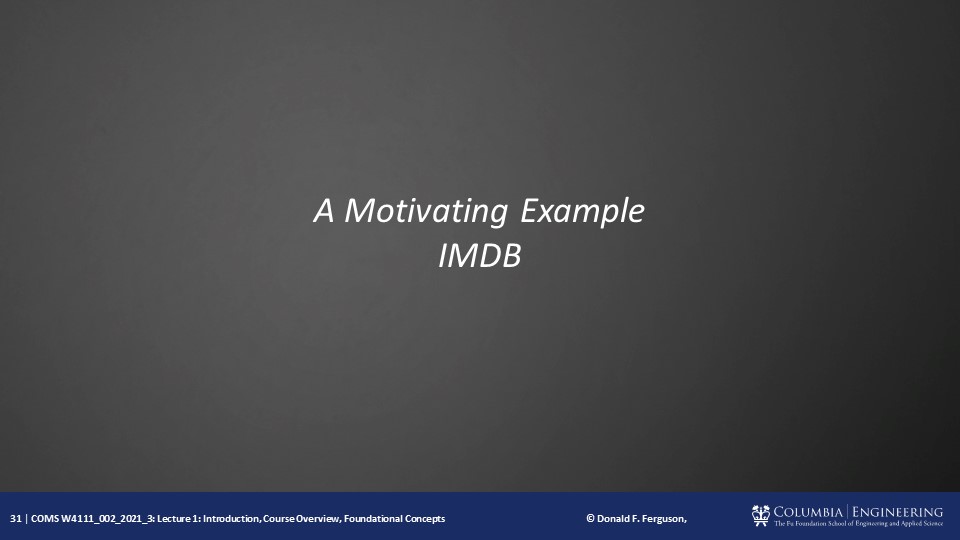 A Motivating Example
IMDB
31 | COMS W4111_002_2021_3: Lecture 1: Introduction, Course Overview, Foundational Concepts
© Donald F. Ferguson,
COLUMBIA | ENGINEERING
The Fu Foundation School of Engineering and Applied Science